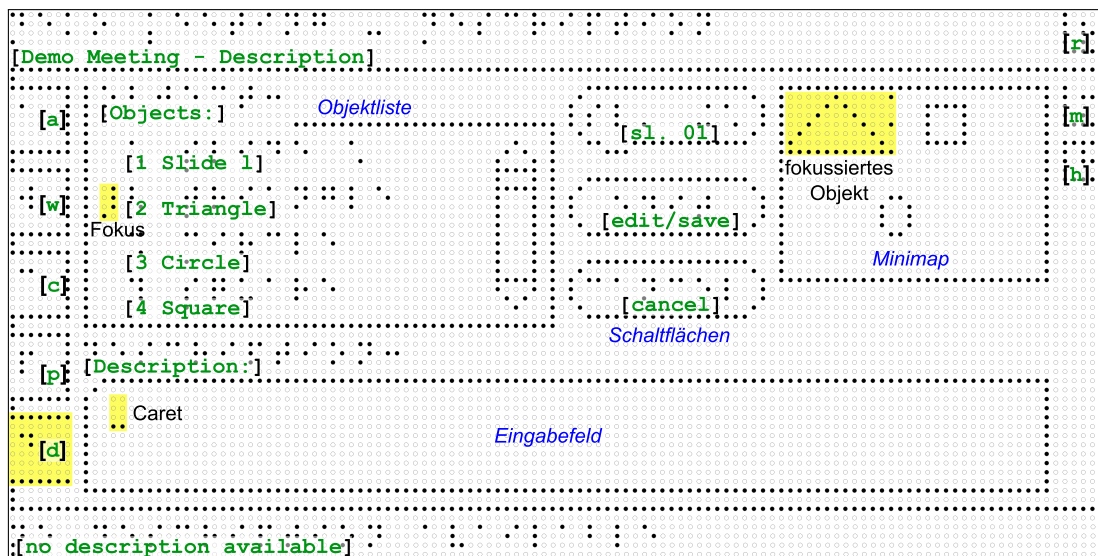 [Demo Meeting - Description]
[r]
[Objects:]
Objektliste
[a]
[sl. 01]
[m]
[1 Slide 1]
fokussiertes
Objekt
[h]
[w]
[2 Triangle]
[edit/save]
Fokus
[3 Circle]
Minimap
[c]
[4 Square]
[cancel]
Schaltflächen
[p]
[Description:]
Caret
Eingabefeld
[d]
[no description available]